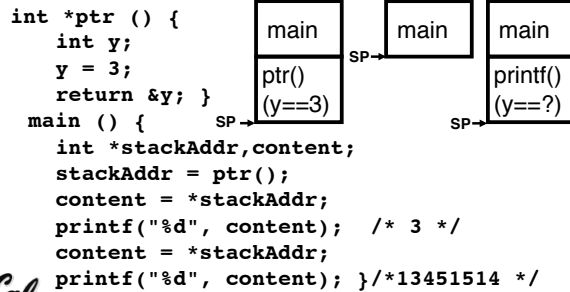 int *ptr () {
int y;
y = 3;
return &y; }
main () {
int *stackAddr,content;
stackAddr = ptr();
content = *stackAddr;
printf("%d", content); /* 3 */
content = *stackAddr;
printf("%d", content); }/*13451514 */
main
ptr()
(y==3)
SP
main
SP
main
printf()
(y==?)
SP
Cal